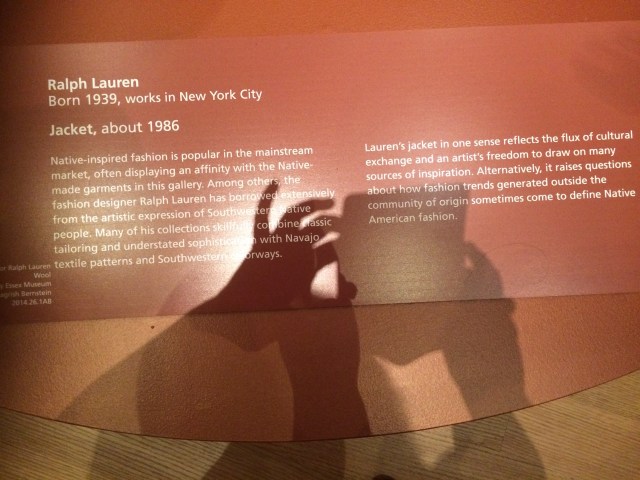 Ralph Lauren
Born 1939, works in New York City
Jacket, about 1986
Native-inspired fashion is popular in the mainstream
market, often displaying an affinity with the Native-
made garments in this gallery. Among others, the
fashion designer Ralph Lauren has borrowed extensively
from the artistic expression of Southwestern Native
people. Many of his collections skillfully combine classic
tailoring and understated sophistication with Navajo
textile patterns and Southwestern colorways.
Lauren's jacket in one sense reflects the flux of cultural
exchange and an artist's freedom to draw on many
sources of inspiration. Alternatively, it raises questions
about how fashion trends generated outside the
community of origin sometimes come to define Native
American fashion.
Ralph Lauren
Wool
Essex Museum
Bernstein
2014.26.1AB